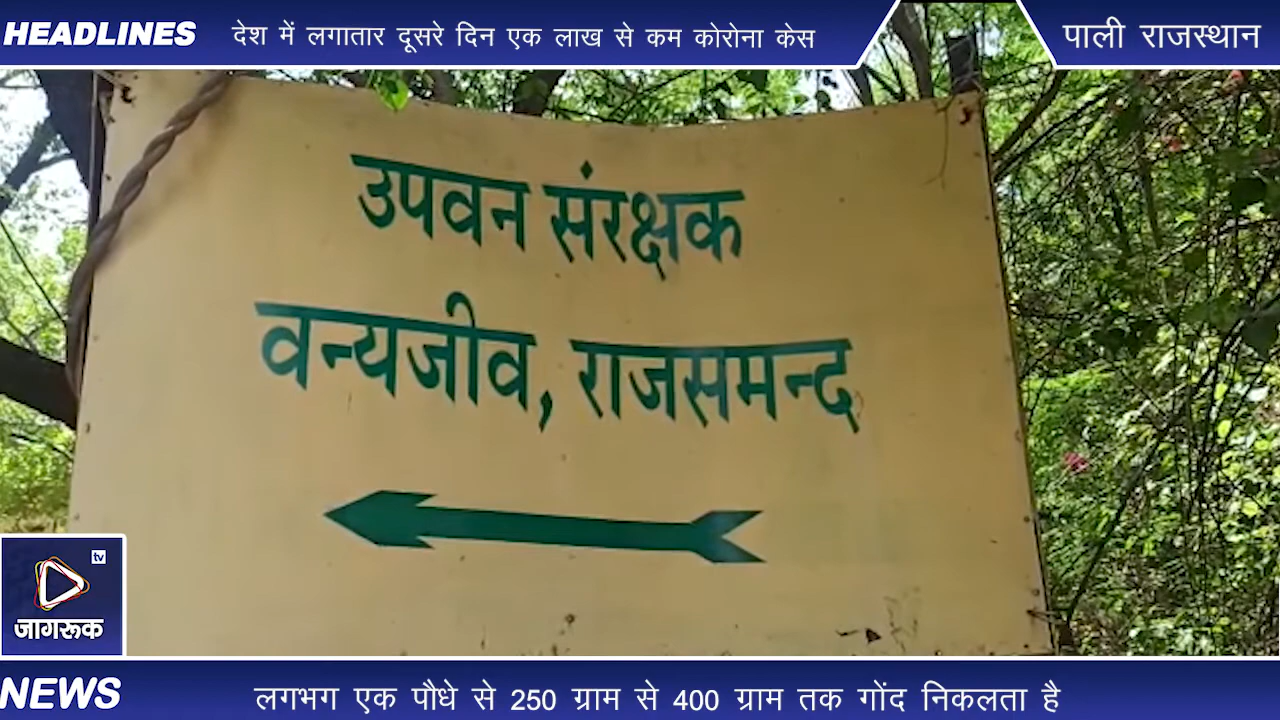 HEADLINES देश में लगातार दूसरे दिन एक लाख से कम कोरोना केस पाली राजस्थान
उपवन संरक्षक
वन्यजीव, राजसमन्द
tv
जागरूक
NEWS लगभग एक पौधे से 250 ग्राम से 400 ग्राम तक गोंद निकलता है